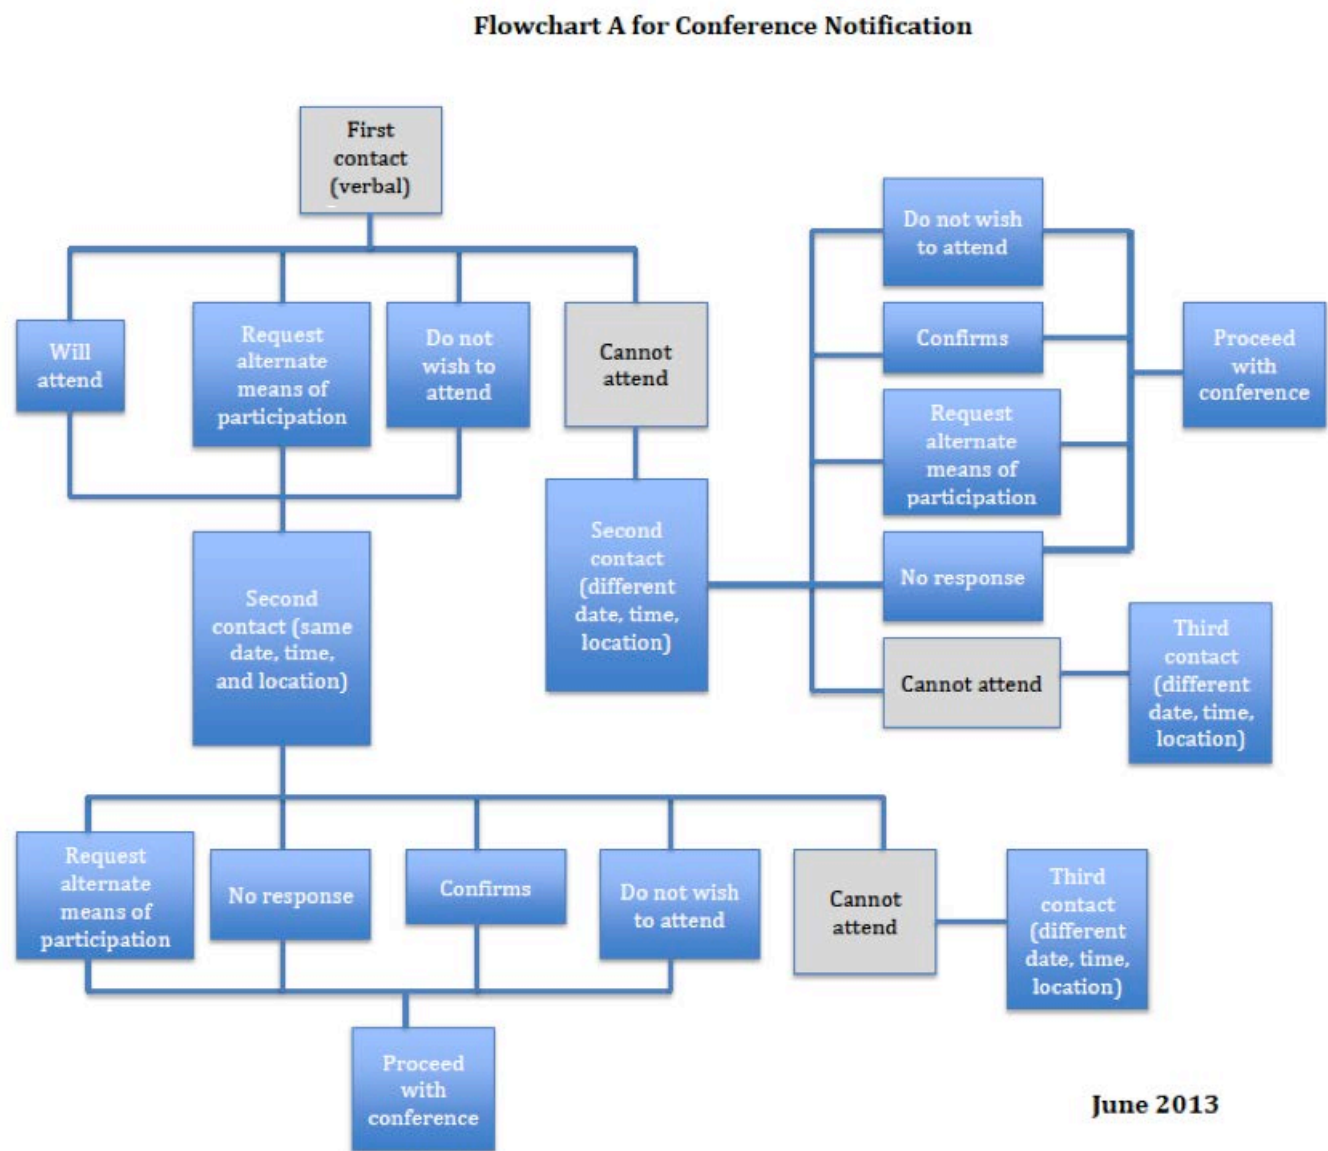 Flowchart A for Conference Notification
First
contact
(verbal)
Will
attend
Request
alternate
means of
participation
Do not
wish to
attend
Cannot
attend
Second
contact (same
date, time,
and location)
Second
contact
(different
date, time,
location)
Do not wish
to attend
Confirms
Request
alternate
means of
participation
No response
Cannot attend
Proceed
with
conference
Third
contact
(different
date, time,
location)
Request
alternate
means of
participation
No response
Confirms
Do not wish
to attend
Cannot
attend
Third
contact
(different
date, time,
location)
Proceed
with
conference
June 2013